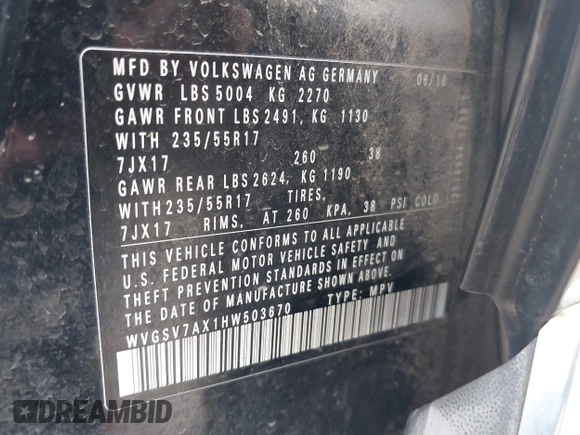 MFD BY VOLKSWAGEN AG GERMANY 06/16
GVWR LBS 5004 KG 2270
GAWR FRONT LBS 2491, KG 1130
WITH 235/55R17
7JX17 260 38
GAWR REAR LBS 2624, KG 1190
WITH 235/55R17 TIRES,
7JX17 RIMS, AT 260 KPA, 38 PSI COLD
THIS VEHICLE CONFORMS TO ALL APPLICABLE
U.S. FEDERAL MOTOR VEHICLE SAFETY AND
THEFT PREVENTION STANDARDS IN EFFECT ON
THE DATE OF MANUFACTURE SHOWN ABOVE.
WVGSV7AX1HW503670 TYPE: MPV
DREAMBID